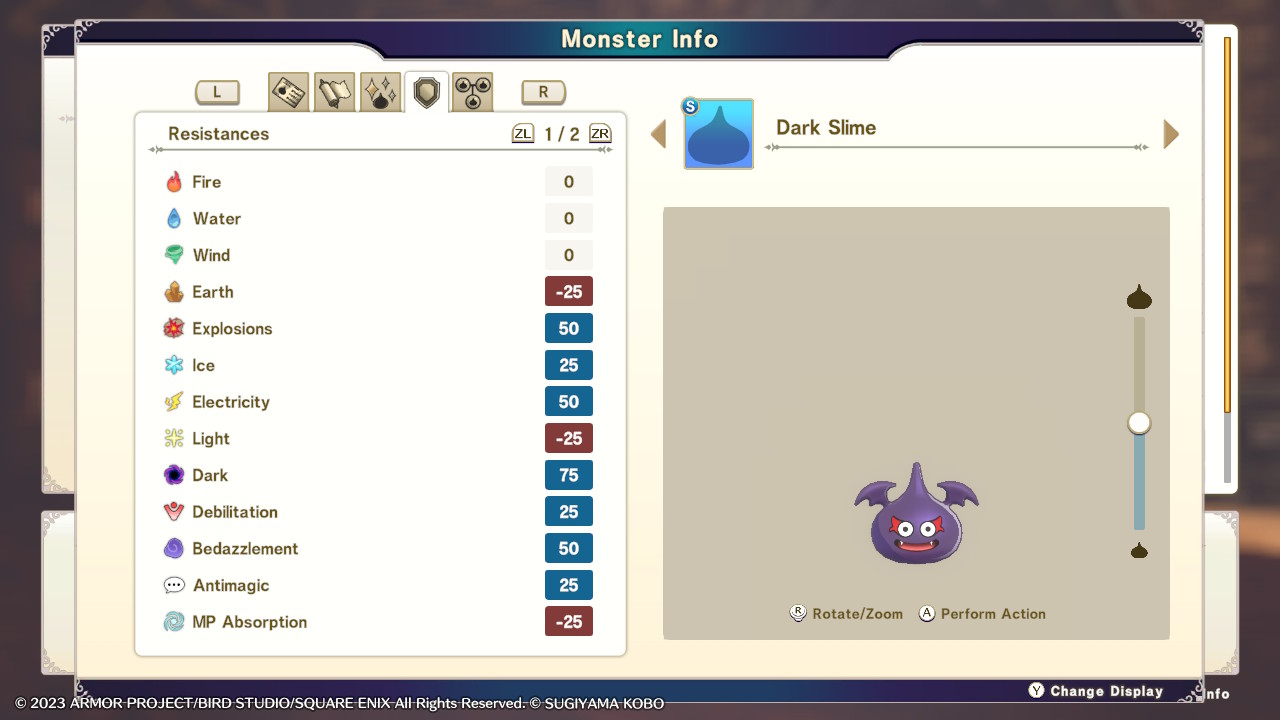 Monster Info
L
R
Resistances
ZL 1 / 2 ZR
Fire 0
Water 0
Wind 0
Earth -25
Explosions 50
Ice 25
Electricity 50
Light -25
Dark 75
Debilitation 25
Bedazzlement 50
Antimagic 25
MP Absorption -25
S
Dark Slime
R Rotate/Zoom A Perform Action
Y Change Display
Info
© 2023 ARMOR PROJECT/BIRD STUDIO/SQUARE ENIX All Rights Reserved. © SUGIYAMA KOBO